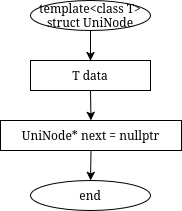 template<class T>
struct UniNode
T data
UniNode* next = nullptr
end